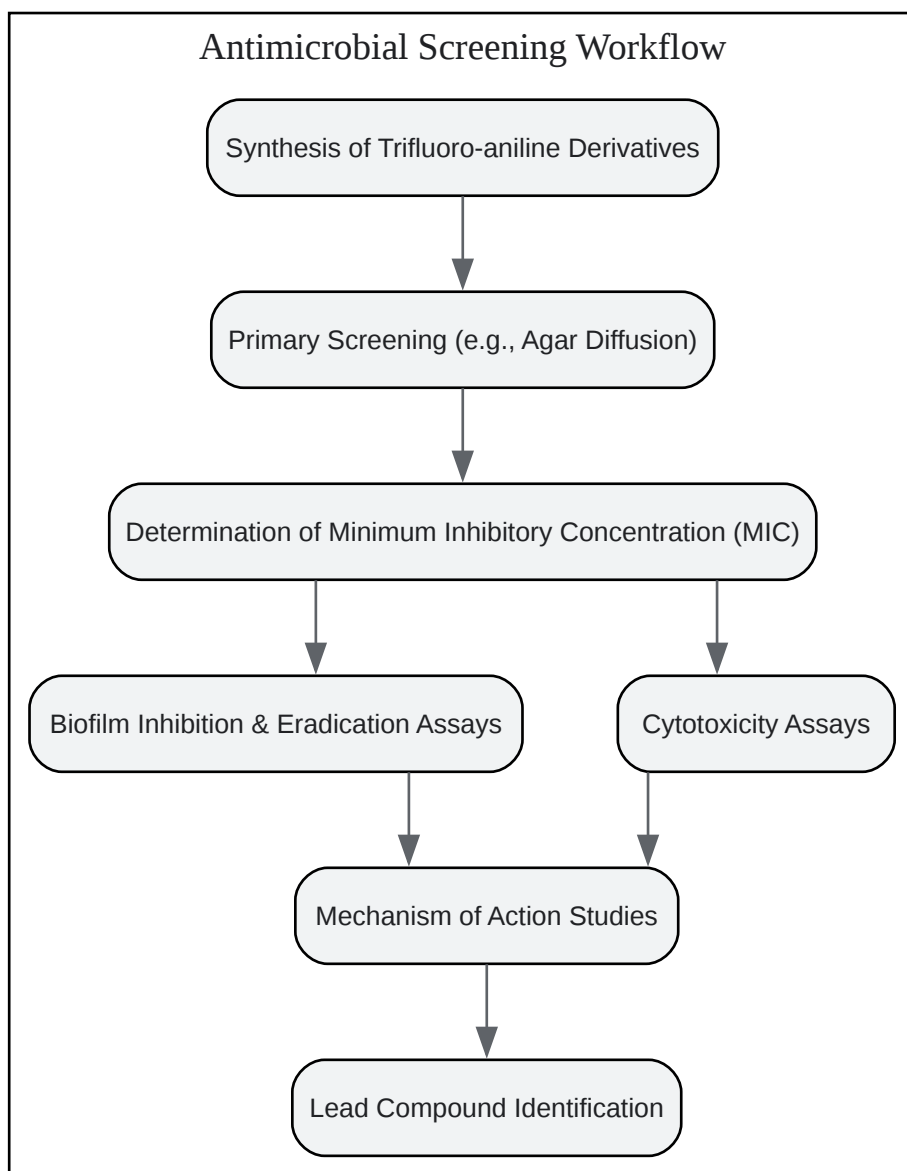 Antimicrobial Screening Workflow
Synthesis of Trifluoro-aniline Derivatives
Primary Screening (e.g., Agar Diffusion)
Determination of Minimum Inhibitory Concentration (MIC)
Biofilm Inhibition & Eradication Assays
Cytotoxicity Assays
Mechanism of Action Studies
Lead Compound Identification